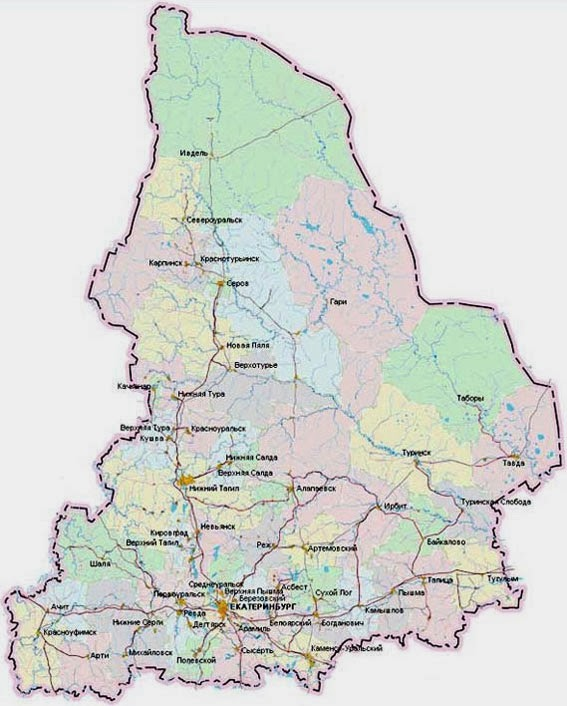 Ивдель
Североуральск
Карпинск
Краснотурьинск
Серов
Гари
Новая Ляля
Верхотурье
Качканар
Нижняя Тура
Таборы
Верхняя Тура
Красноуральск
Кушва
Туринск
Нижняя Салда
Тавда
Верхняя Салда
Нижний Тагил
Алапаевск
Туринская Слобода
Ирбит
Невьянск
Кировград
Верхний Тагил
Байкалово
Реж
Артемовский
Шаля
Талица
Тугулым
Среднеуральск
Асбест
Верхняя Пышма
Сухой Лог
Пышма
Первоуральск
Березовский
Ачит
ЕКАТЕРИНБУРГ
Камышлов
Ревда
Нижние Серги
Дегтярск
Белоярский
Богданович
Арамиль
Красноуфимск
Арти
Михайловск
Полевской
Сысерть
Каменск-Уральский